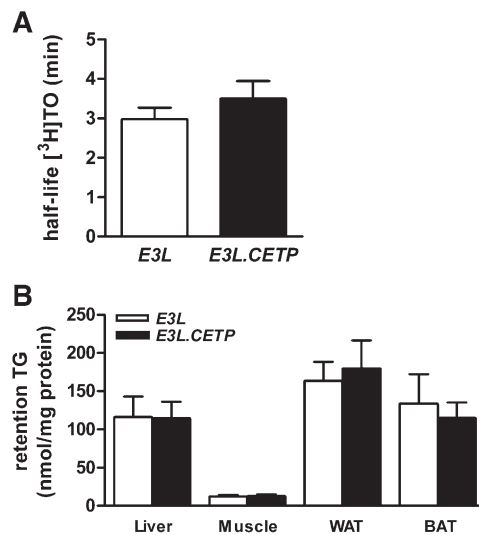 A
half-life [³H]TO (min)
5
4
3
2
1
0
E3L
E3L.CETP
B
retention TG
(nmol/mg protein)
250
200
150
100
50
0
E3L
E3L.CETP
Liver
Muscle
WAT
BAT